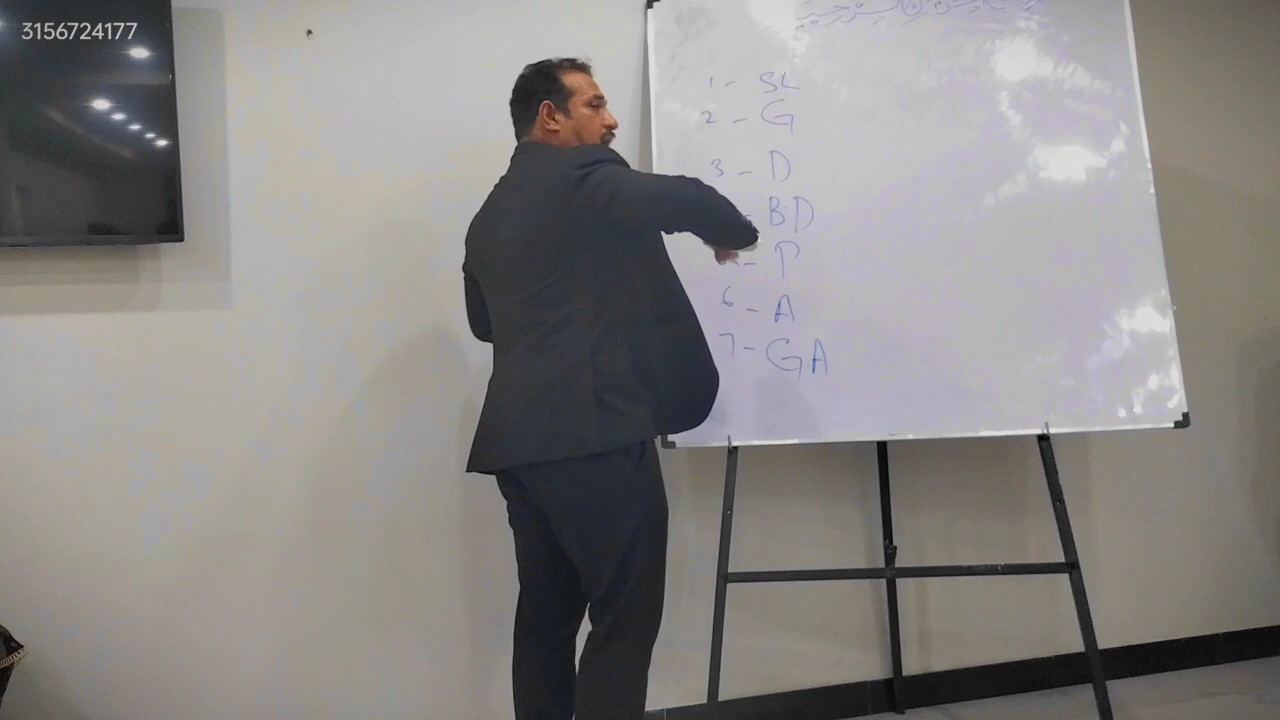 3156724177
1 - SL
2 - G
3 - D
- BD
- P
6 - A
7 - GA